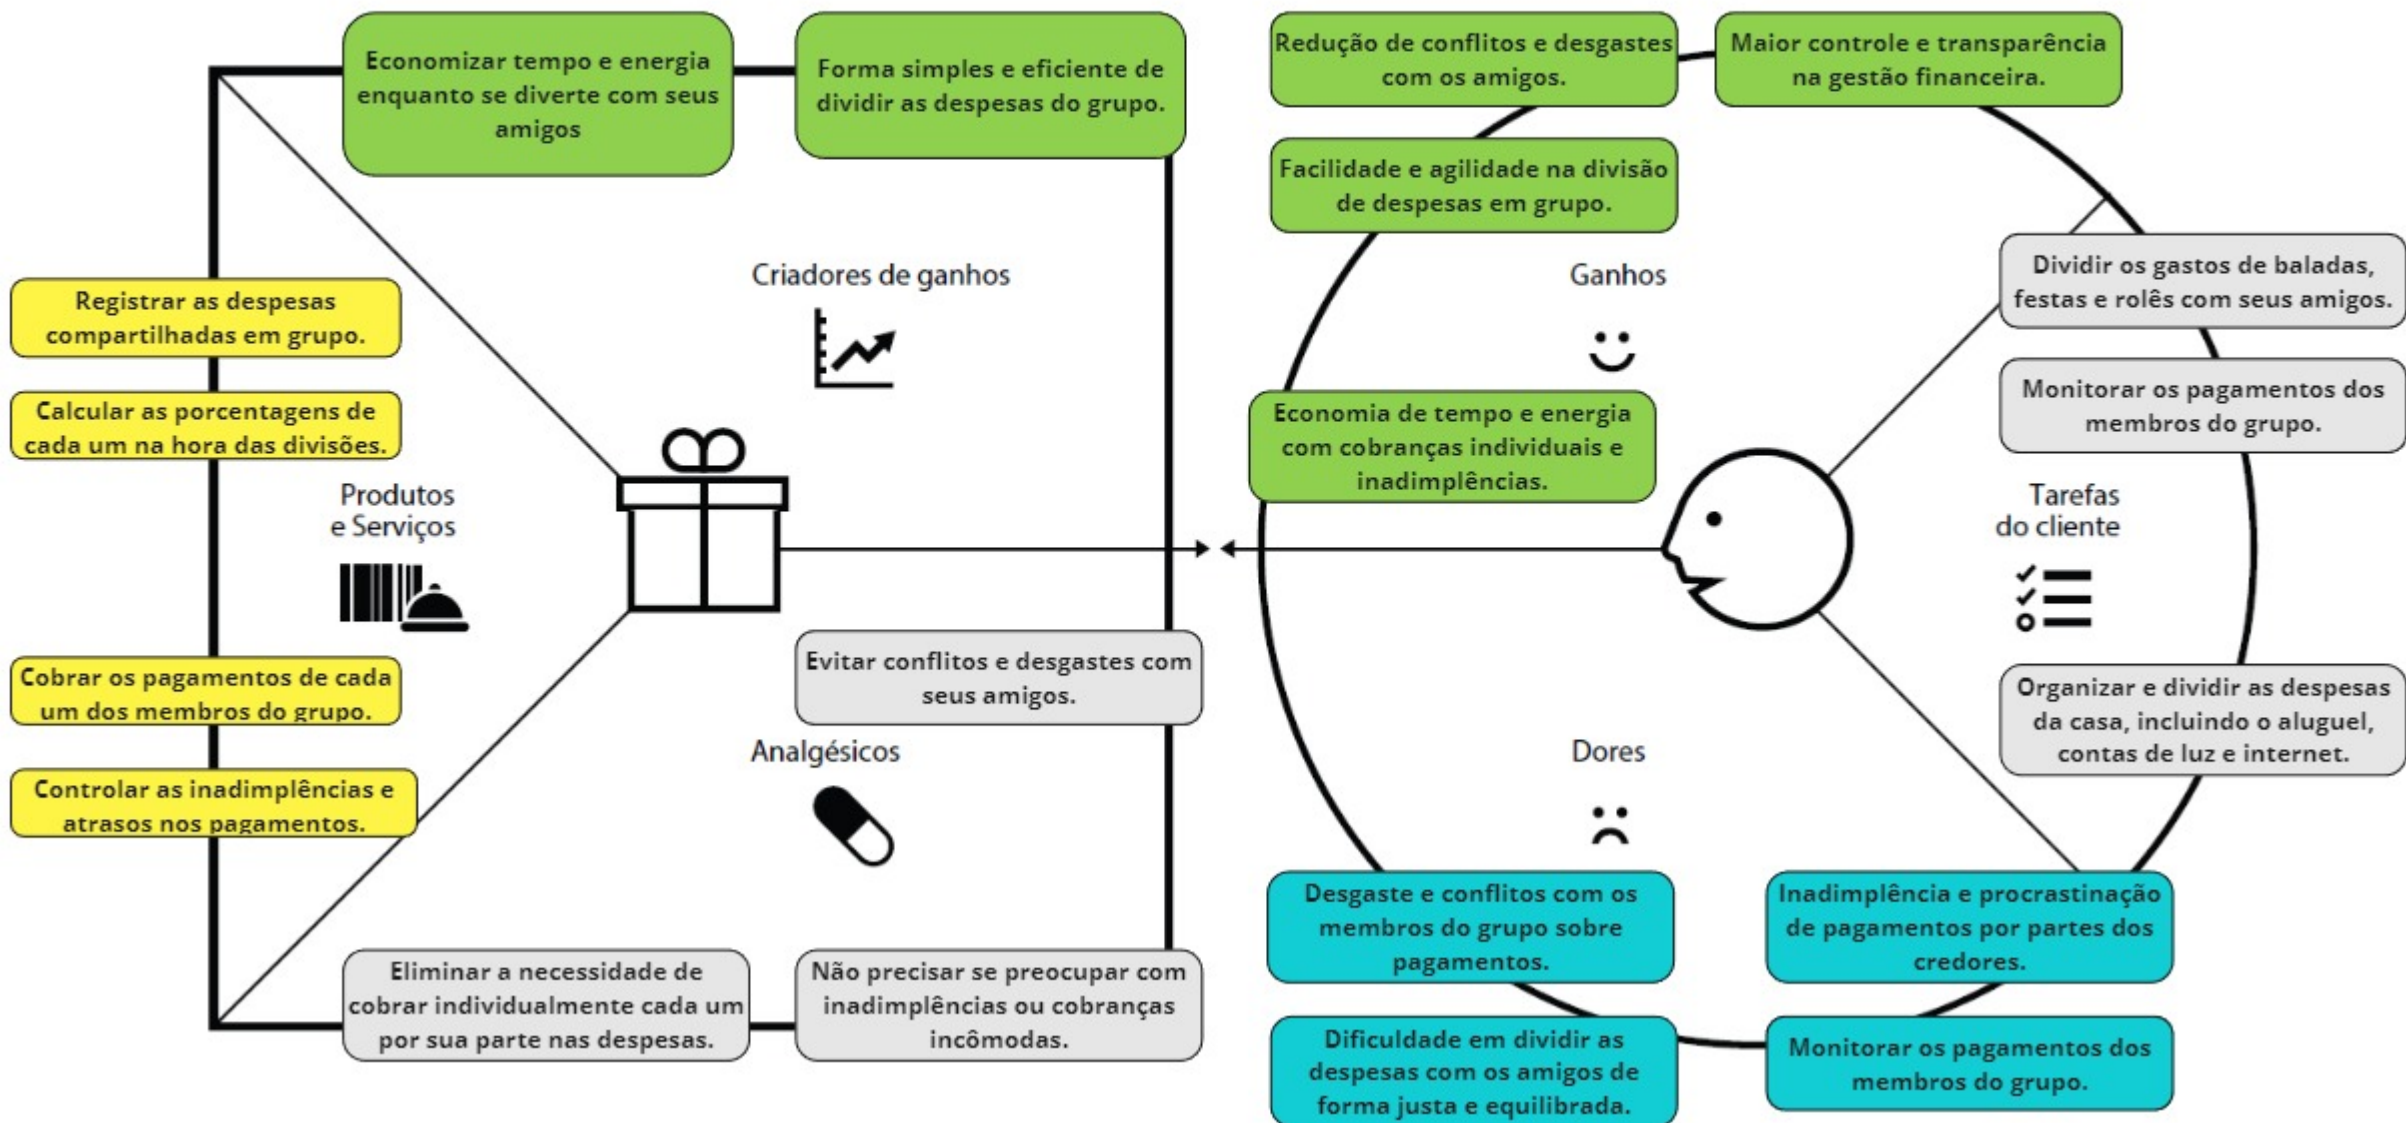 Economizar tempo e energia
enquanto se diverte com seus
amigos
Forma simples e eficiente de
dividir as despesas do grupo.
Criadores de ganhos
Registrar as despesas
compartilhadas em grupo.
Calcular as porcentagens de
cada um na hora das divisões.
Produtos
e Serviços
Cobrar os pagamentos de cada
um dos membros do grupo.
Controlar as inadimplências e
atrasos nos pagamentos.
Evitar conflitos e desgastes com
seus amigos.
Analgésicos
Eliminar a necessidade de
cobrar individualmente cada um
por sua parte nas despesas.
Não precisar se preocupar com
inadimplências ou cobranças
incômodas.
Redução de conflitos e desgastes
com os amigos.
Maior controle e transparência
na gestão financeira.
Facilidade e agilidade na divisão
de despesas em grupo.
Ganhos
Economia de tempo e energia
com cobranças individuais e
inadimplências.
Dividir os gastos de baladas,
festas e rolês com seus amigos.
Monitorar os pagamentos dos
membros do grupo.
Tarefas
do cliente
Organizar e dividir as despesas
da casa, incluindo o aluguel,
contas de luz e internet.
Dores
Desgaste e conflitos com os
membros do grupo sobre
pagamentos.
Inadimplência e procrastinação
de pagamentos por partes dos
credores.
Dificuldade em dividir as
despesas com os amigos de
forma justa e equilibrada.
Monitorar os pagamentos dos
membros do grupo.